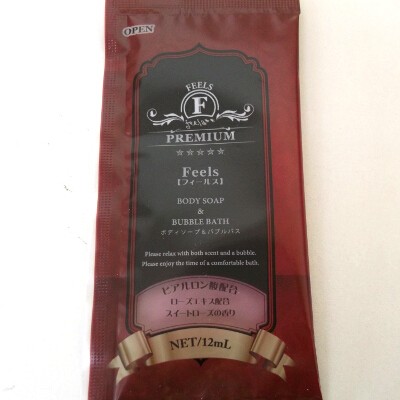 OPEN
FEELS
F
Feels
PREMIUM
★★★★★
Feels
【フィールス】
BODY SOAP
&
BUBBLE BATH
ボディソープ&バブルバス
Please relax with both scent and a bubble.
Please enjoy the time of a comfortable bath.
ヒアルロン酸配合
ローズエキス配合
スイートローズの香り
NET/12mL